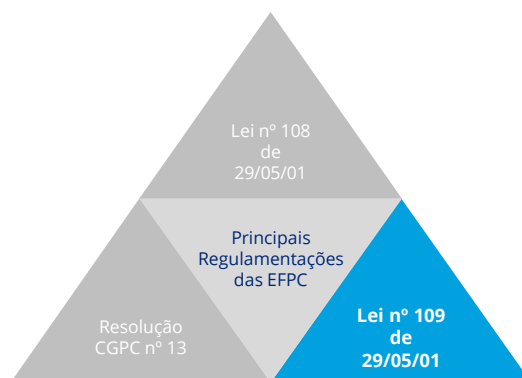 Lei nº 108
de
29/05/01
Principais
Regulamentações
das EFPC
Resolução
CGPC nº 13
Lei nº 109
de
29/05/01